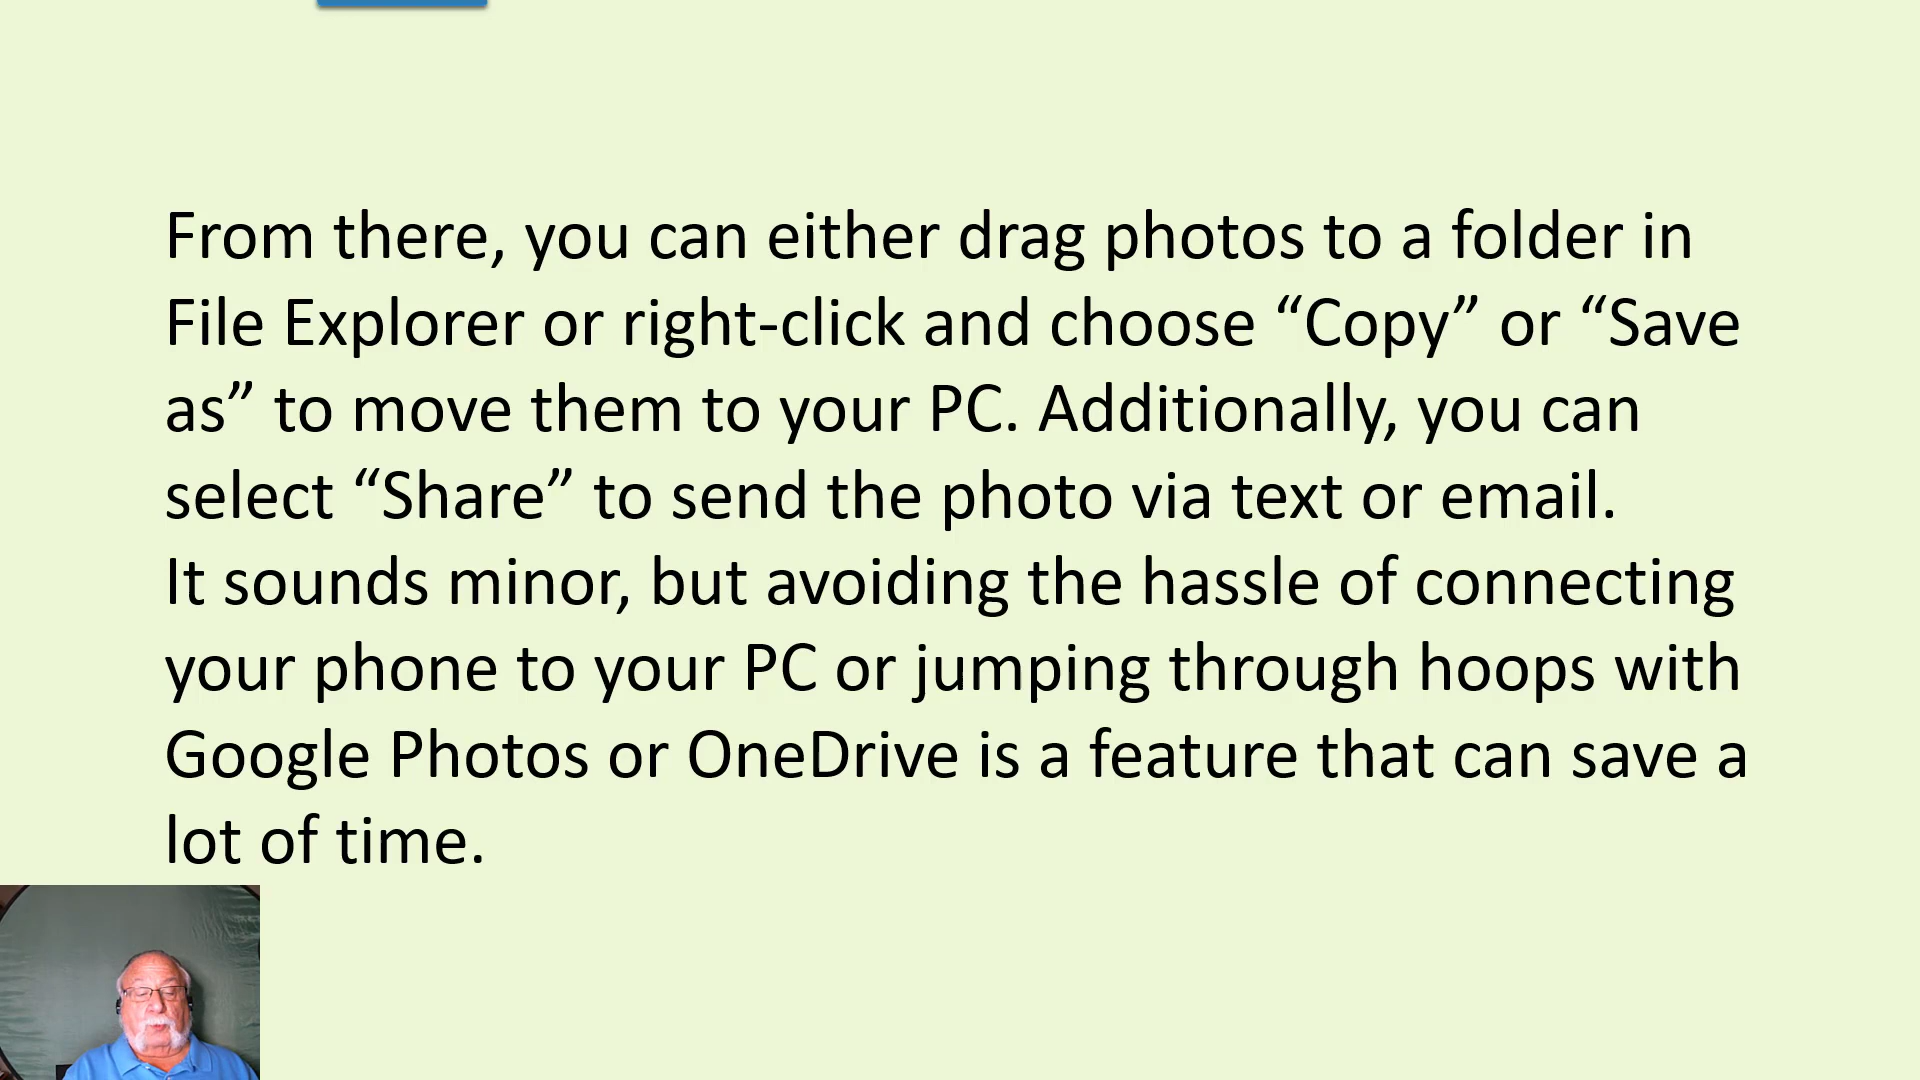 From there, you can either drag photos to a folder in
File Explorer or right-click and choose “Copy” or “Save
as” to move them to your PC. Additionally, you can
select “Share” to send the photo via text or email.
It sounds minor, but avoiding the hassle of connecting
your phone to your PC or jumping through hoops with
Google Photos or OneDrive is a feature that can save a
lot of time.